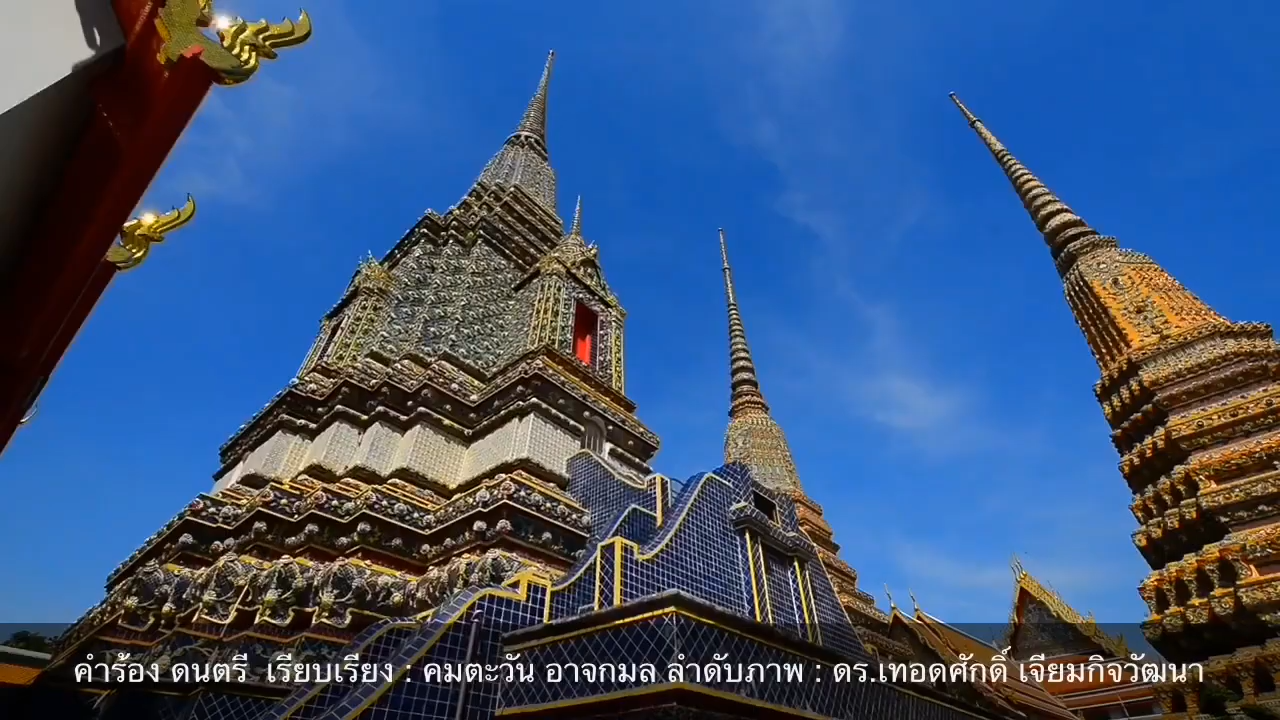 คำร้อง ดนตรี  เรียบเรียง : คมตะวัน อาจกมล ลำดับภาพ : ดร.เทอดศักดิ์ เจียมกิจวัฒนา